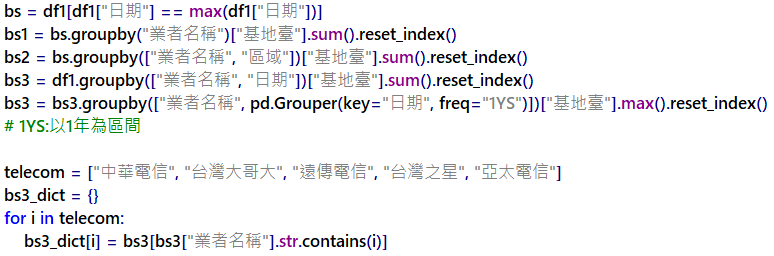 bs = df1[df1["日期"] == max(df1["日期"])]
bs1 = bs.groupby("業者名稱")["基地臺"].sum().reset_index()
bs2 = bs.groupby(["業者名稱", "區域"])["基地臺"].sum().reset_index()
bs3 = df1.groupby(["業者名稱", "日期"])["基地臺"].sum().reset_index()
bs3 = bs3.groupby(["業者名稱", pd.Grouper(key="日期", freq="1YS")])["基地臺"].max().reset_index()
# 1YS:以1年為區間
telecom = ["中華電信", "台灣大哥大", "遠傳電信", "台灣之星", "亞太電信"]
bs3_dict = {}
for i in telecom:
    bs3_dict[i] = bs3[bs3["業者名稱"].str.contains(i)]